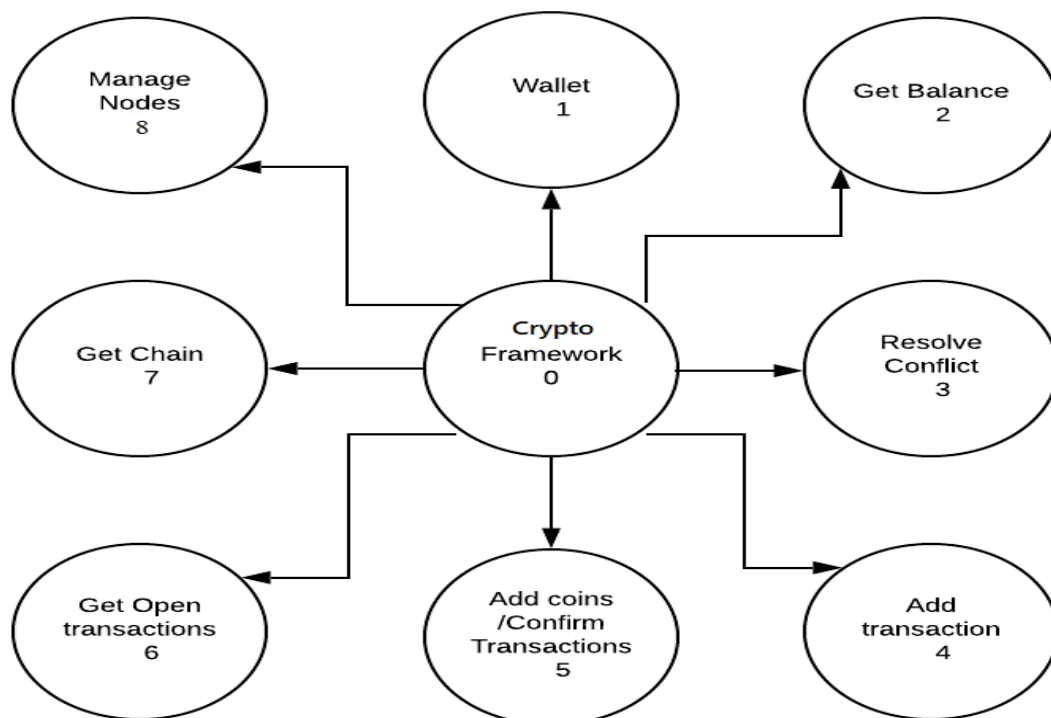 Manage
Nodes
8
Wallet
1
Get Balance
2
Get Chain
7
Crypto
Framework
0
Resolve
Conflict
3
Get Open
transactions
6
Add coins
/Confirm
Transactions
5
Add
transaction
4